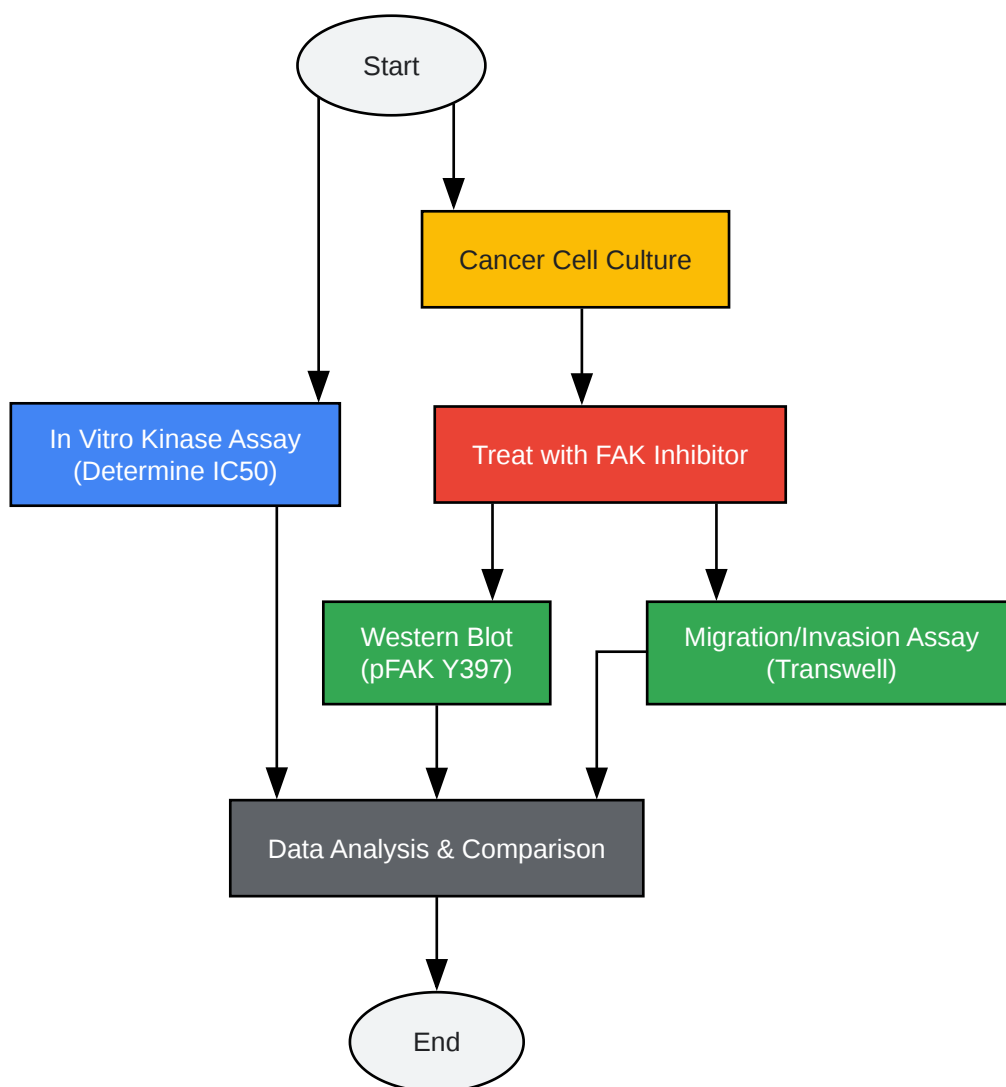 Start
Cancer Cell Culture
In Vitro Kinase Assay
(Determine IC50)
Treat with FAK Inhibitor
Western Blot
(pFAK Y397)
Migration/Invasion Assay
(Transwell)
Data Analysis & Comparison
End